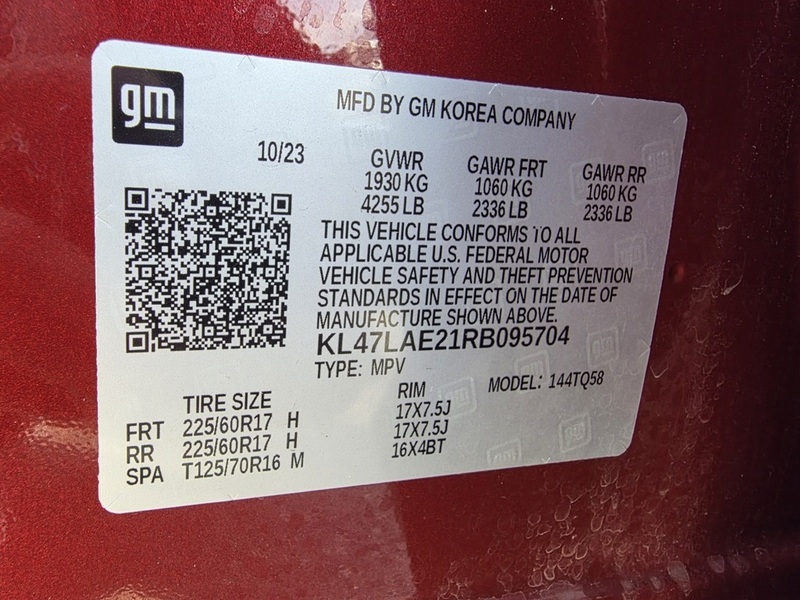 gm
MFD BY GM KOREA COMPANY
10/23 GVWR GAWR FRT GAWR RR
1930 KG 1060 KG 1060 KG
4255 LB 2336 LB 2336 LB
THIS VEHICLE CONFORMS TO ALL
APPLICABLE U.S. FEDERAL MOTOR
VEHICLE SAFETY AND THEFT PREVENTION
STANDARDS IN EFFECT ON THE DATE OF
MANUFACTURE SHOWN ABOVE.
KL47LAE21RB095704
TYPE: MPV MODEL: 144TQ58
TIRE SIZE RIM
FRT 225/60R17 H 17X7.5J
RR 225/60R17 H 17X7.5J
SPA T125/70R16 M 16X4BT